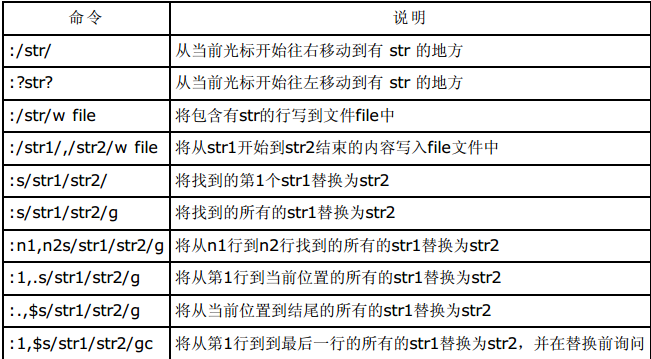 命令 说明
:/str/ 从当前光标开始往右移动到有 str 的地方
:?str? 从当前光标开始往左移动到有 str 的地方
:/str/w file 将包含有str的行写到文件file中
:/str1/,/str2/w file 将从str1开始到str2结束的内容写入file文件中
:s/str1/str2/ 将找到的第1个str1替换为str2
:s/str1/str2/g 将找到的所有的str1替换为str2
:n1,n2s/str1/str2/g 将从n1行到n2行找到的所有的str1替换为str2
:1,.s/str1/str2/g 将从第1行到当前位置的所有的str1替换为str2
:.,$s/str1/str2/g 将从当前位置到结尾的所有的str1替换为str2
:1,$s/str1/str2/gc 将从第1行到到最后一行的所有的str1替换为str2，并在替换前询问